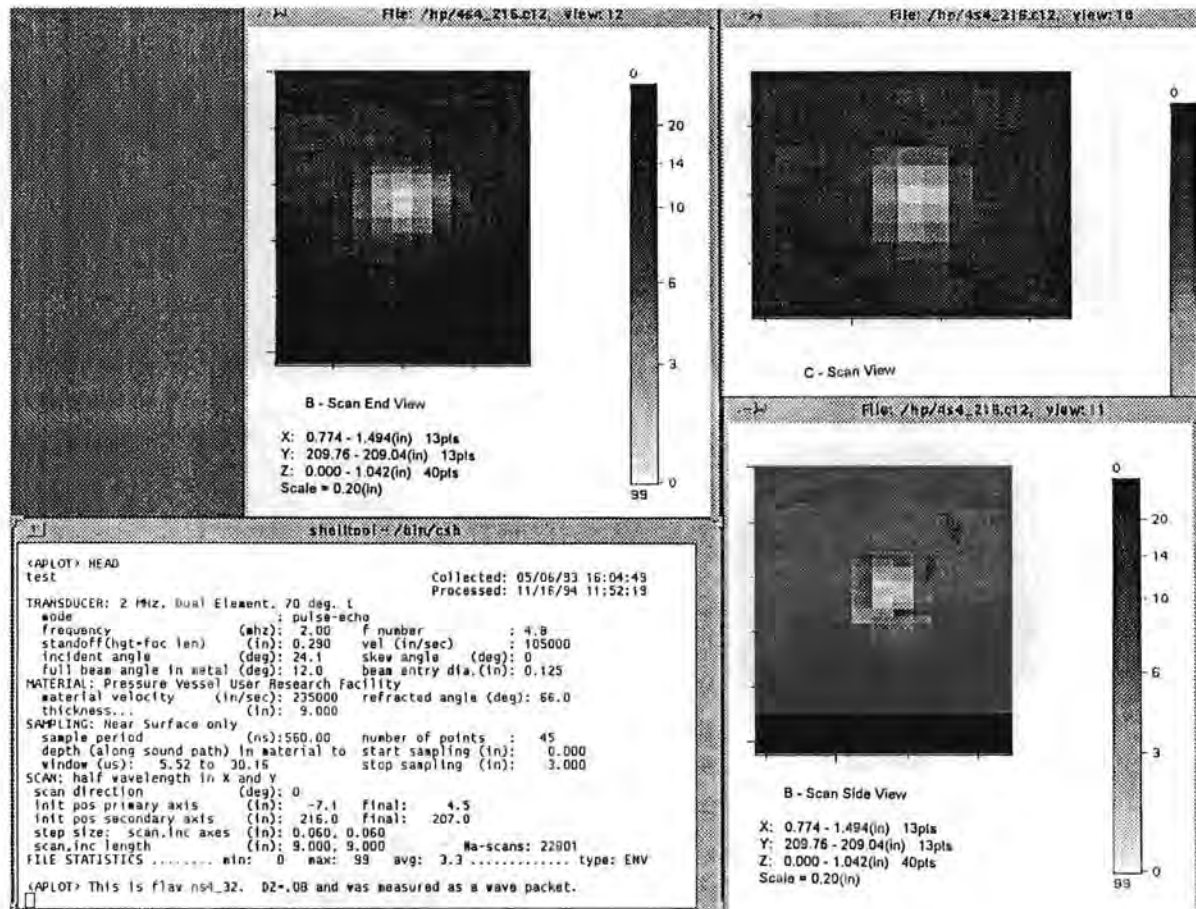 File: /hp/4s4_216.c12, view: 12
0
20
14
10
6
3
0
99
B - Scan End View
X: 0.774 - 1.494(in) 13pts
Y: 209.76 - 209.04(in) 13pts
Z: 0.000 - 1.042(in) 40pts
Scale = 0.20(in)
File: /hp/4s4_216.c12, view: 10
0
C - Scan View
File: /hp/4s4_216.c12, view: 11
0
20
14
10
6
3
0
99
B - Scan Side View
X: 0.774 - 1.494(in) 13pts
Y: 209.76 - 209.04(in) 13pts
Z: 0.000 - 1.042(in) 40pts
Scale = 0.20(in)
shelltool - /bin/csh
<APLOT> HEAD
test Collected: 05/06/93 16:04:49
Processed: 11/16/94 11:52:19
TRANSDUCER: 2 MHz, Dual Element, 70 deg. L
mode : pulse-echo
frequency (mhz): 2.00 f number : 4.8
standoff(hgt+foc len) (in): 0.290 vel (in/sec) : 105000
incident angle (deg): 24.1 skew angle (deg): 0
full beam angle in metal (deg): 12.0 beam entry dia.(in): 0.125
MATERIAL: Pressure Vessel User Research Facility
material velocity (in/sec): 235000 refracted angle (deg): 66.0
thickness... (in): 9.000
SAMPLING: Near Surface only
sample period (ns):560.00 number of points : 45
depth (along sound path) in material to start sampling (in): 0.000
window (us): 5.52 to 30.16 stop sampling (in): 3.000
SCAN: half wavelength in X and Y
scan direction (deg): 0
init pos primary axis (in): -7.1 final: 4.5
init pos secondary axis (in): 216.0 final: 207.0
step size: scan,inc axes (in): 0.060, 0.060
scan,inc length (in): 9.000, 9.000 #a-scans: 22801
FILE STATISTICS ........ min: 0 max: 99 avg: 3.3 ............. type: ENV
<APLOT> This is flaw ns4_32. DZ=.08 and was measured as a wave packet.